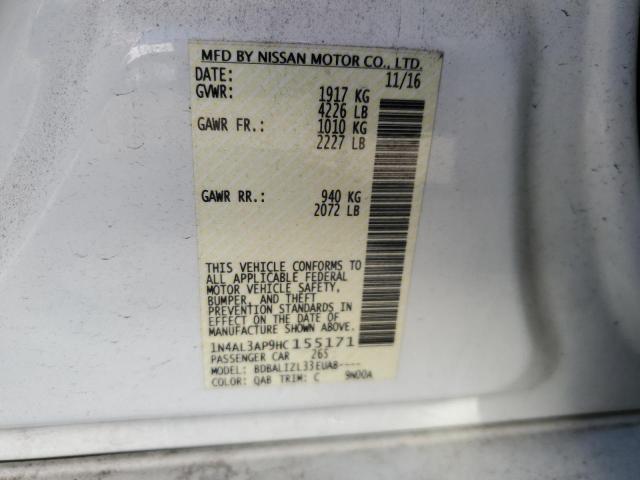 MFD BY NISSAN MOTOR CO., LTD.
DATE: 11/16
GVWR: 1917 KG
4226 LB
GAWR FR.: 1010 KG
2227 LB
GAWR RR.: 940 KG
2072 LB
THIS VEHICLE CONFORMS TO
ALL APPLICABLE FEDERAL
MOTOR VEHICLE SAFETY,
BUMPER, AND THEFT
PREVENTION STANDARDS IN
EFFECT ON THE DATE OF
MANUFACTURE SHOWN ABOVE.
1N4AL3AP9HC155171
PASSENGER CAR 265
MODEL: BDBALIZL33EUA8----
COLOR: QAB TRIM: C 9N00A